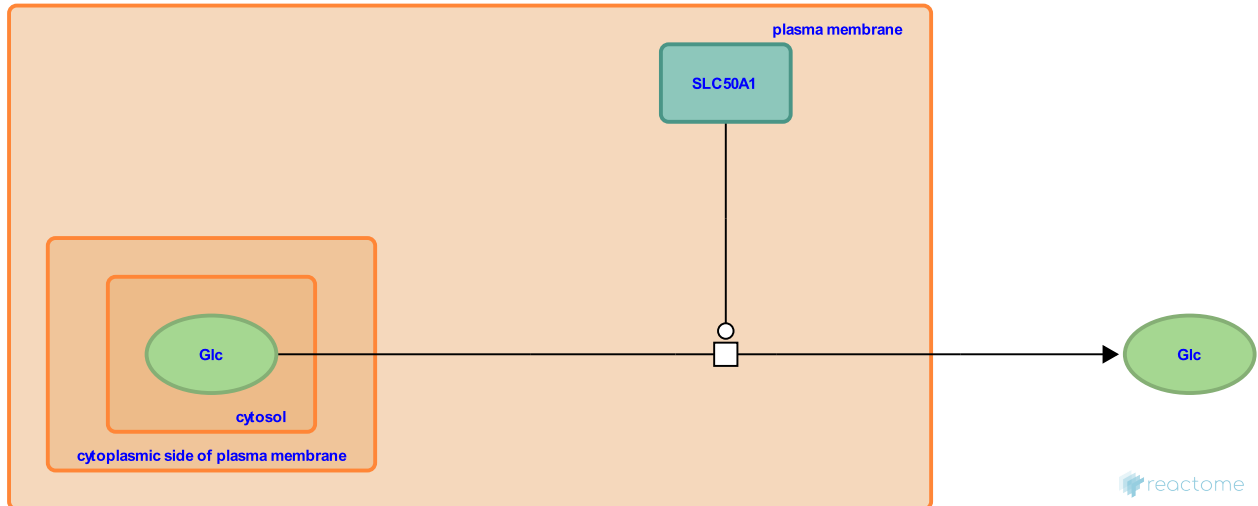 plasma membrane
SLC50A1
Glc
Glc
cytosol
cytoplasmic side of plasma membrane
reactome